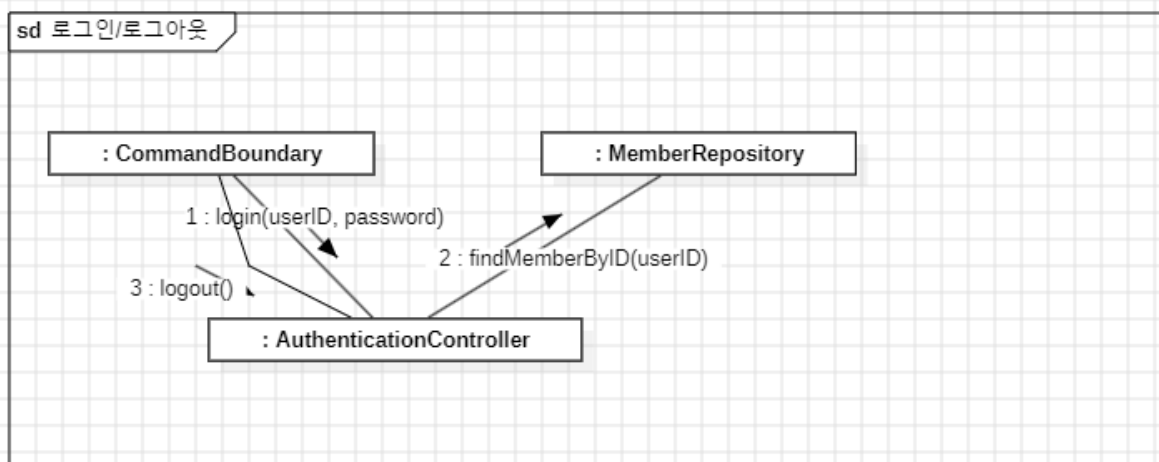 sd 로그인/로그아웃
: CommandBoundary
: MemberRepository
1 : login(userID, password)
2 : findMemberByID(userID)
3 : logout()
: AuthenticationController